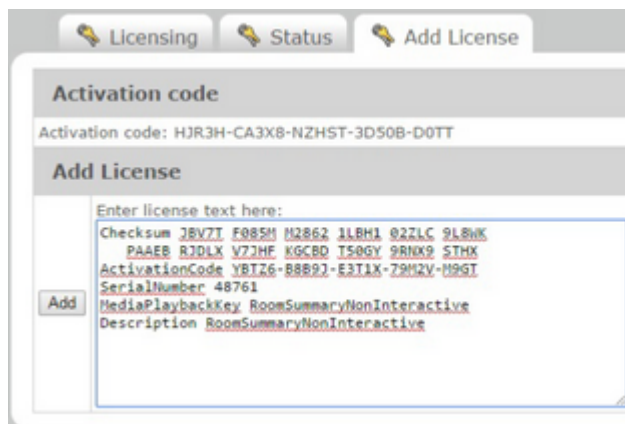 Licensing Status Add License
Activation code
Activation code: HJR3H-CA3X8-NZHST-3D50B-D0TT
Add License
Enter license text here:
Checksum JBV7T F085M M2862 1LBH1 02ZLC 9L8WK
PAAEB RJDLX V7JHF KGCBD T50GY 9RNX9 STHX
ActivationCode YBTZ6-B8B9J-E3T1X-79M2V-M9GT
SerialNumber 48761
Add
MediaPlaybackKey RoomSummaryNonInteractive
Description RoomSummaryNonInteractive